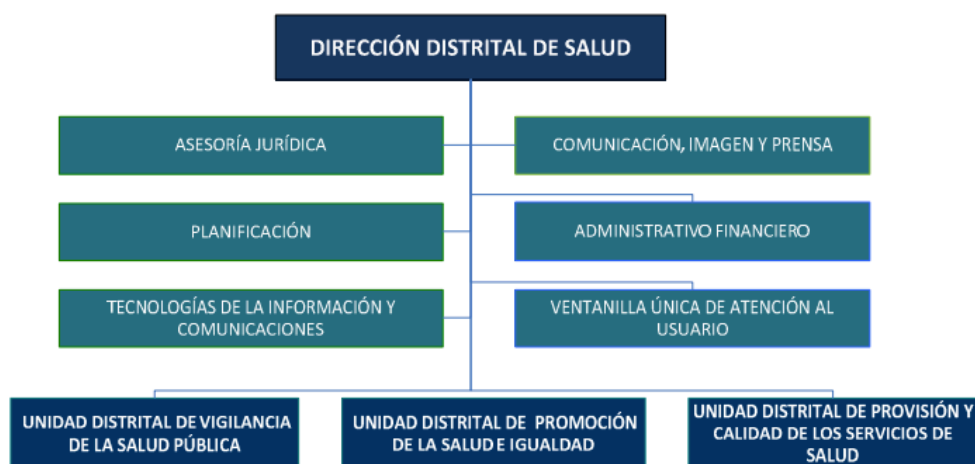 DIRECCIÓN DISTRITAL DE SALUD
ASESORÍA JURÍDICA
COMUNICACIÓN, IMAGEN Y PRENSA
PLANIFICACIÓN
ADMINISTRATIVO FINANCIERO
TECNOLOGÍAS DE LA INFORMACIÓN Y
COMUNICACIONES
VENTANILLA ÚNICA DE ATENCIÓN AL
USUARIO
UNIDAD DISTRITAL DE VIGILANCIA
DE LA SALUD PÚBLICA
UNIDAD DISTRITAL DE PROMOCIÓN
DE LA SALUD E IGUALDAD
UNIDAD DISTRITAL DE PROVISIÓN Y
CALIDAD DE LOS SERVICIOS DE
SALUD